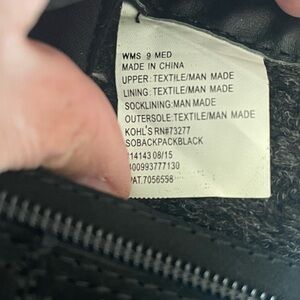 WMS 9 MED
MADE IN CHINA
UPPER: TEXTILE/MAN MADE
LINING: TEXTILE/MAN MADE
SOCKLINING: MAN MADE
OUTERSOLE: TEXTILE/MAN MADE
KOHL'S RN#73277
SOBACKPACKBLACK
14143 08/15
400993777130
PAT. 7056558